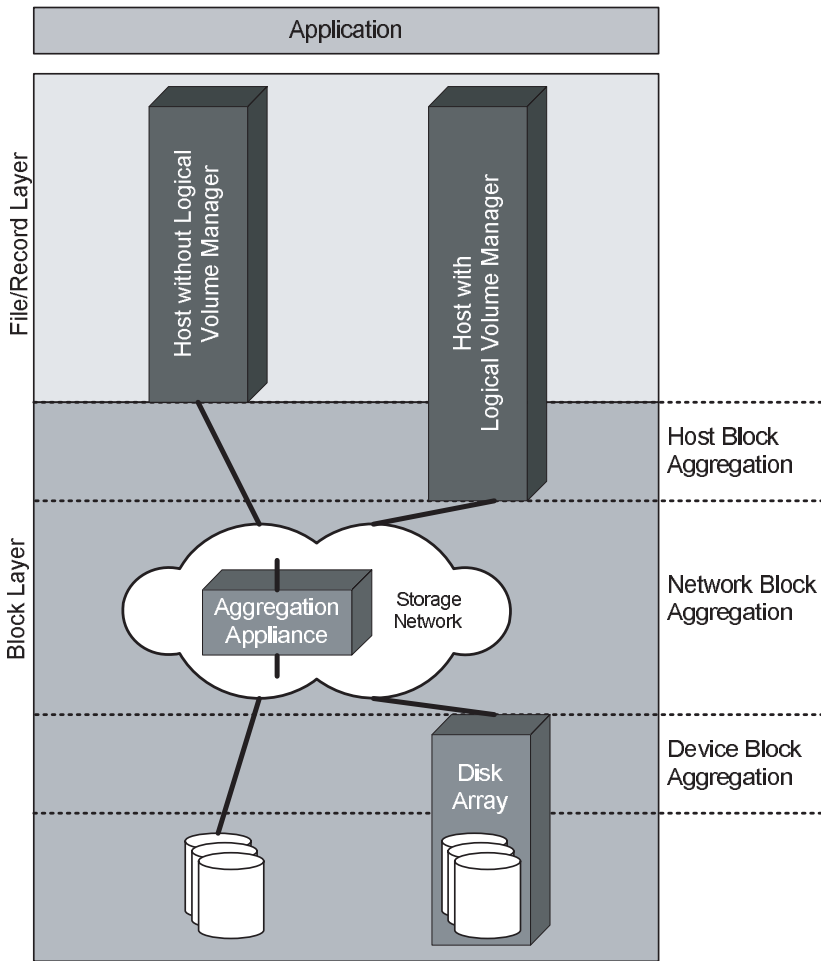 Application
File/Record Layer
Host without Logical
Volume Manager
Host with
Logical Volume Manager
Host Block
Aggregation
Block Layer
Aggregation
Appliance
Storage
Network
Network Block
Aggregation
Device Block
Aggregation
Disk
Array